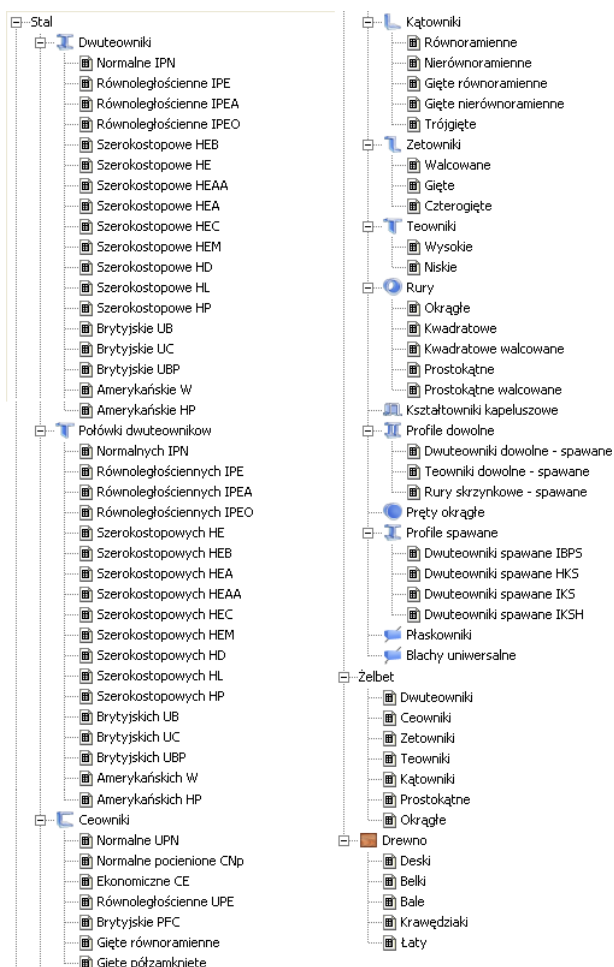 Stal
Dwuteowniki
Normalne IPN
Równoległościenne IPE
Równoległościenne IPEA
Równoległościenne IPEO
Szerokostopowe HEB
Szerokostopowe HE
Szerokostopowe HEAA
Szerokostopowe HEA
Szerokostopowe HEC
Szerokostopowe HEM
Szerokostopowe HD
Szerokostopowe HL
Szerokostopowe HP
Brytyjskie UB
Brytyjskie UC
Brytyjskie UBP
Amerykańskie W
Amerykańskie HP
Połówki dwuteownikow
Normalnych IPN
Równoległościennych IPE
Równoległościennych IPEA
Równoległościennych IPEO
Szerokostopowych HE
Szerokostopowych HEB
Szerokostopowych HEA
Szerokostopowych HEAA
Szerokostopowych HEC
Szerokostopowych HEM
Szerokostopowych HD
Szerokostopowych HL
Szerokostopowych HP
Brytyjskich UB
Brytyjskich UC
Brytyjskich UBP
Amerykańskich W
Amerykańskich HP
Ceowniki
Normalne UPN
Normalne pocienione CNp
Ekonomiczne CE
Równoległościenne UPE
Brytyjskie PFC
Gięte równoramienne
Gięte półzamknięte
Kątowniki
Równoramienne
Nierównoramienne
Gięte równoramienne
Gięte nierównoramienne
Trójgięte
Zetowniki
Walcowane
Gięte
Czterogięte
Teowniki
Wysokie
Niskie
Rury
Okrągłe
Kwadratowe
Kwadratowe walcowane
Prostokątne
Prostokątne walcowane
Kształtowniki kapeluszowe
Profile dowolne
Dwuteowniki dowolne - spawane
Teowniki dowolne - spawane
Rury skrzynkowe - spawane
Pręty okrągłe
Profile spawane
Dwuteowniki spawane IBPS
Dwuteowniki spawane HKS
Dwuteowniki spawane IKS
Dwuteowniki spawane IKSH
Płaskowniki
Blachy uniwersalne
Żelbet
Dwuteowniki
Ceowniki
Zetowniki
Teowniki
Kątowniki
Prostokątne
Okrągłe
Drewno
Deski
Belki
Bale
Krawędziaki
Łaty